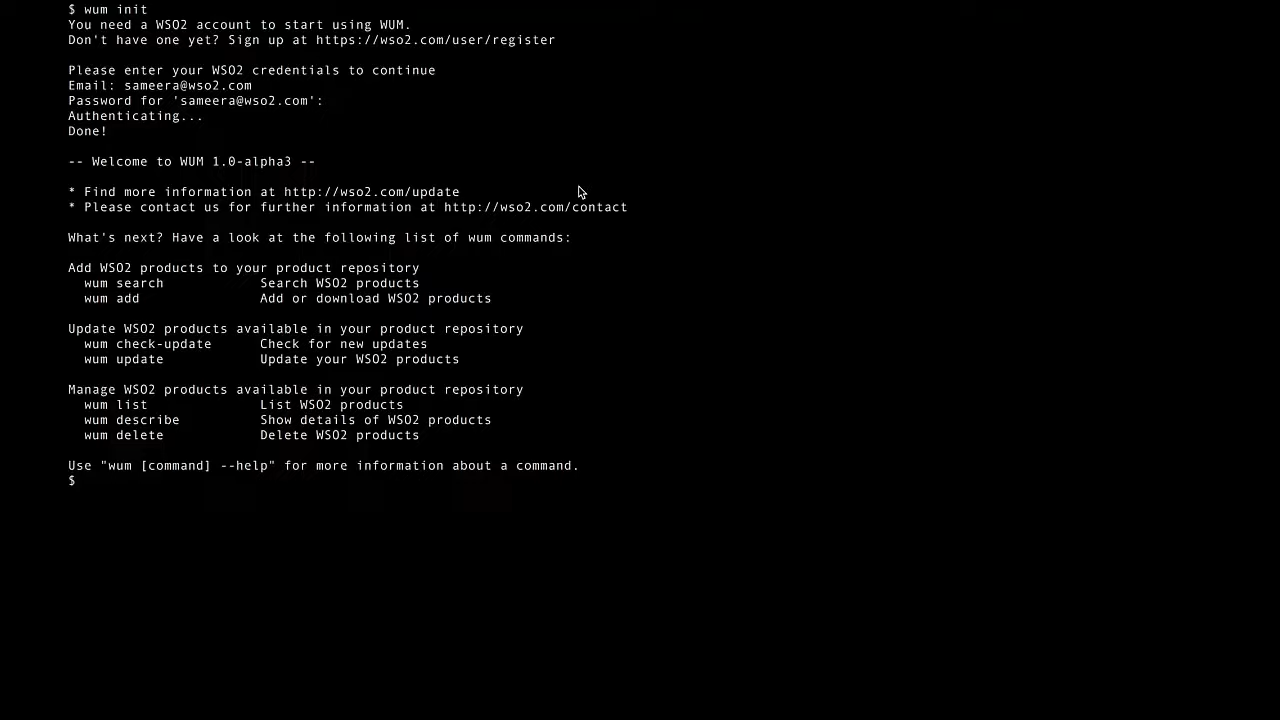 $ wum init
You need a WSO2 account to start using WUM.
Don't have one yet? Sign up at https://wso2.com/user/register
Please enter your WSO2 credentials to continue
Email: sameera@wso2.com
Password for 'sameera@wso2.com':
Authenticating...
Done!
-- Welcome to WUM 1.0-alpha3 --
* Find more information at http://wso2.com/update
* Please contact us for further information at http://wso2.com/contact
What's next? Have a look at the following list of wum commands:
Add WSO2 products to your product repository
wum search Search WSO2 products
wum add Add or download WSO2 products
Update WSO2 products available in your product repository
wum check-update Check for new updates
wum update Update your WSO2 products
Manage WSO2 products available in your product repository
wum list List WSO2 products
wum describe Show details of WSO2 products
wum delete Delete WSO2 products
Use "wum [command] --help" for more information about a command.
$